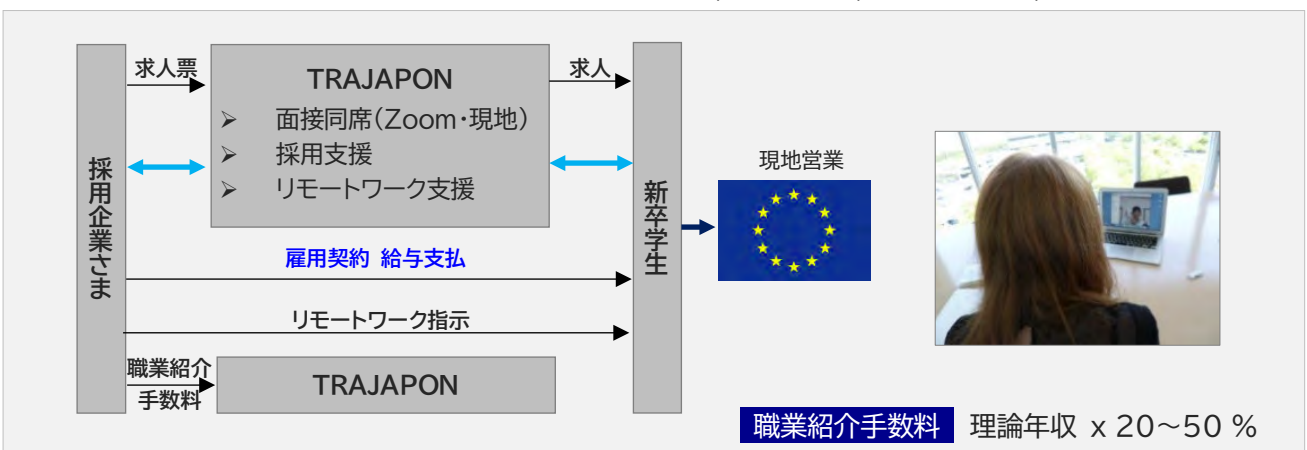 求人票
TRAJAPON
➢ 面接同席(Zoom・現地)
➢ 採用支援
➢ リモートワーク支援
求人
採用企業さま
新卒学生
現地営業
雇用契約 給与支払
リモートワーク指示
職業紹介
手数料
TRAJAPON
職業紹介手数料 理論年収 x 20～50 %